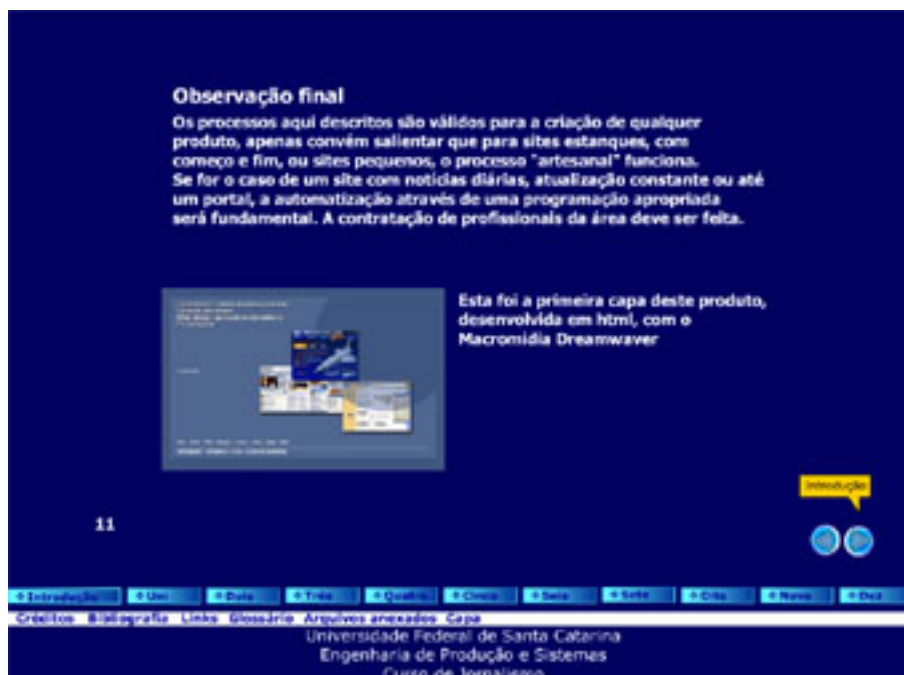 Observação final
Os processos aqui descritos são válidos para a criação de qualquer
produto, apenas convém salientar que para sites estanques, com
começo e fim, ou sites pequenos, o processo "artesanal" funciona.
Se for o caso de um site com notícias diárias, atualização constante ou até
um portal, a automatização através de uma programação apropriada
será fundamental. A contratação de profissionais da área deve ser feita.
Esta foi a primeira capa deste produto,
desenvolvida em html, com o
Macromidia Dreamwaver
Introdução
11
Introdução Um Dois Três Quatro Cinco Seis Sete Oito Nove Dez
Créditos Bibliografia Links Glossário Arquivos anexados Capa
Universidade Federal de Santa Catarina
Engenharia de Produção e Sistemas
Curso de Jornalismo